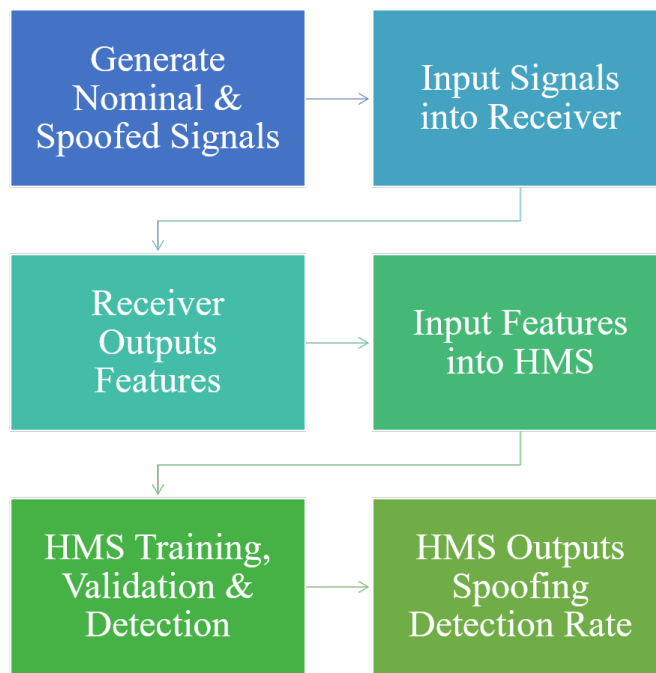 Generate
Nominal &
Spoofed Signals
Input Signals
into Receiver
Receiver
Outputs
Features
Input Features
into HMS
HMS Training,
Validation &
Detection
HMS Outputs
Spoofing
Detection Rate